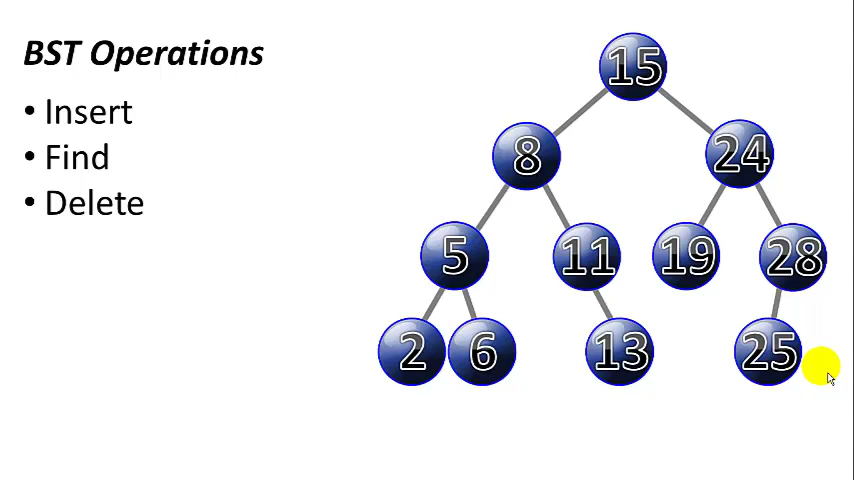 BST Operations
• Insert
• Find
• Delete
15
8
24
5
11
19
28
2
6
13
25